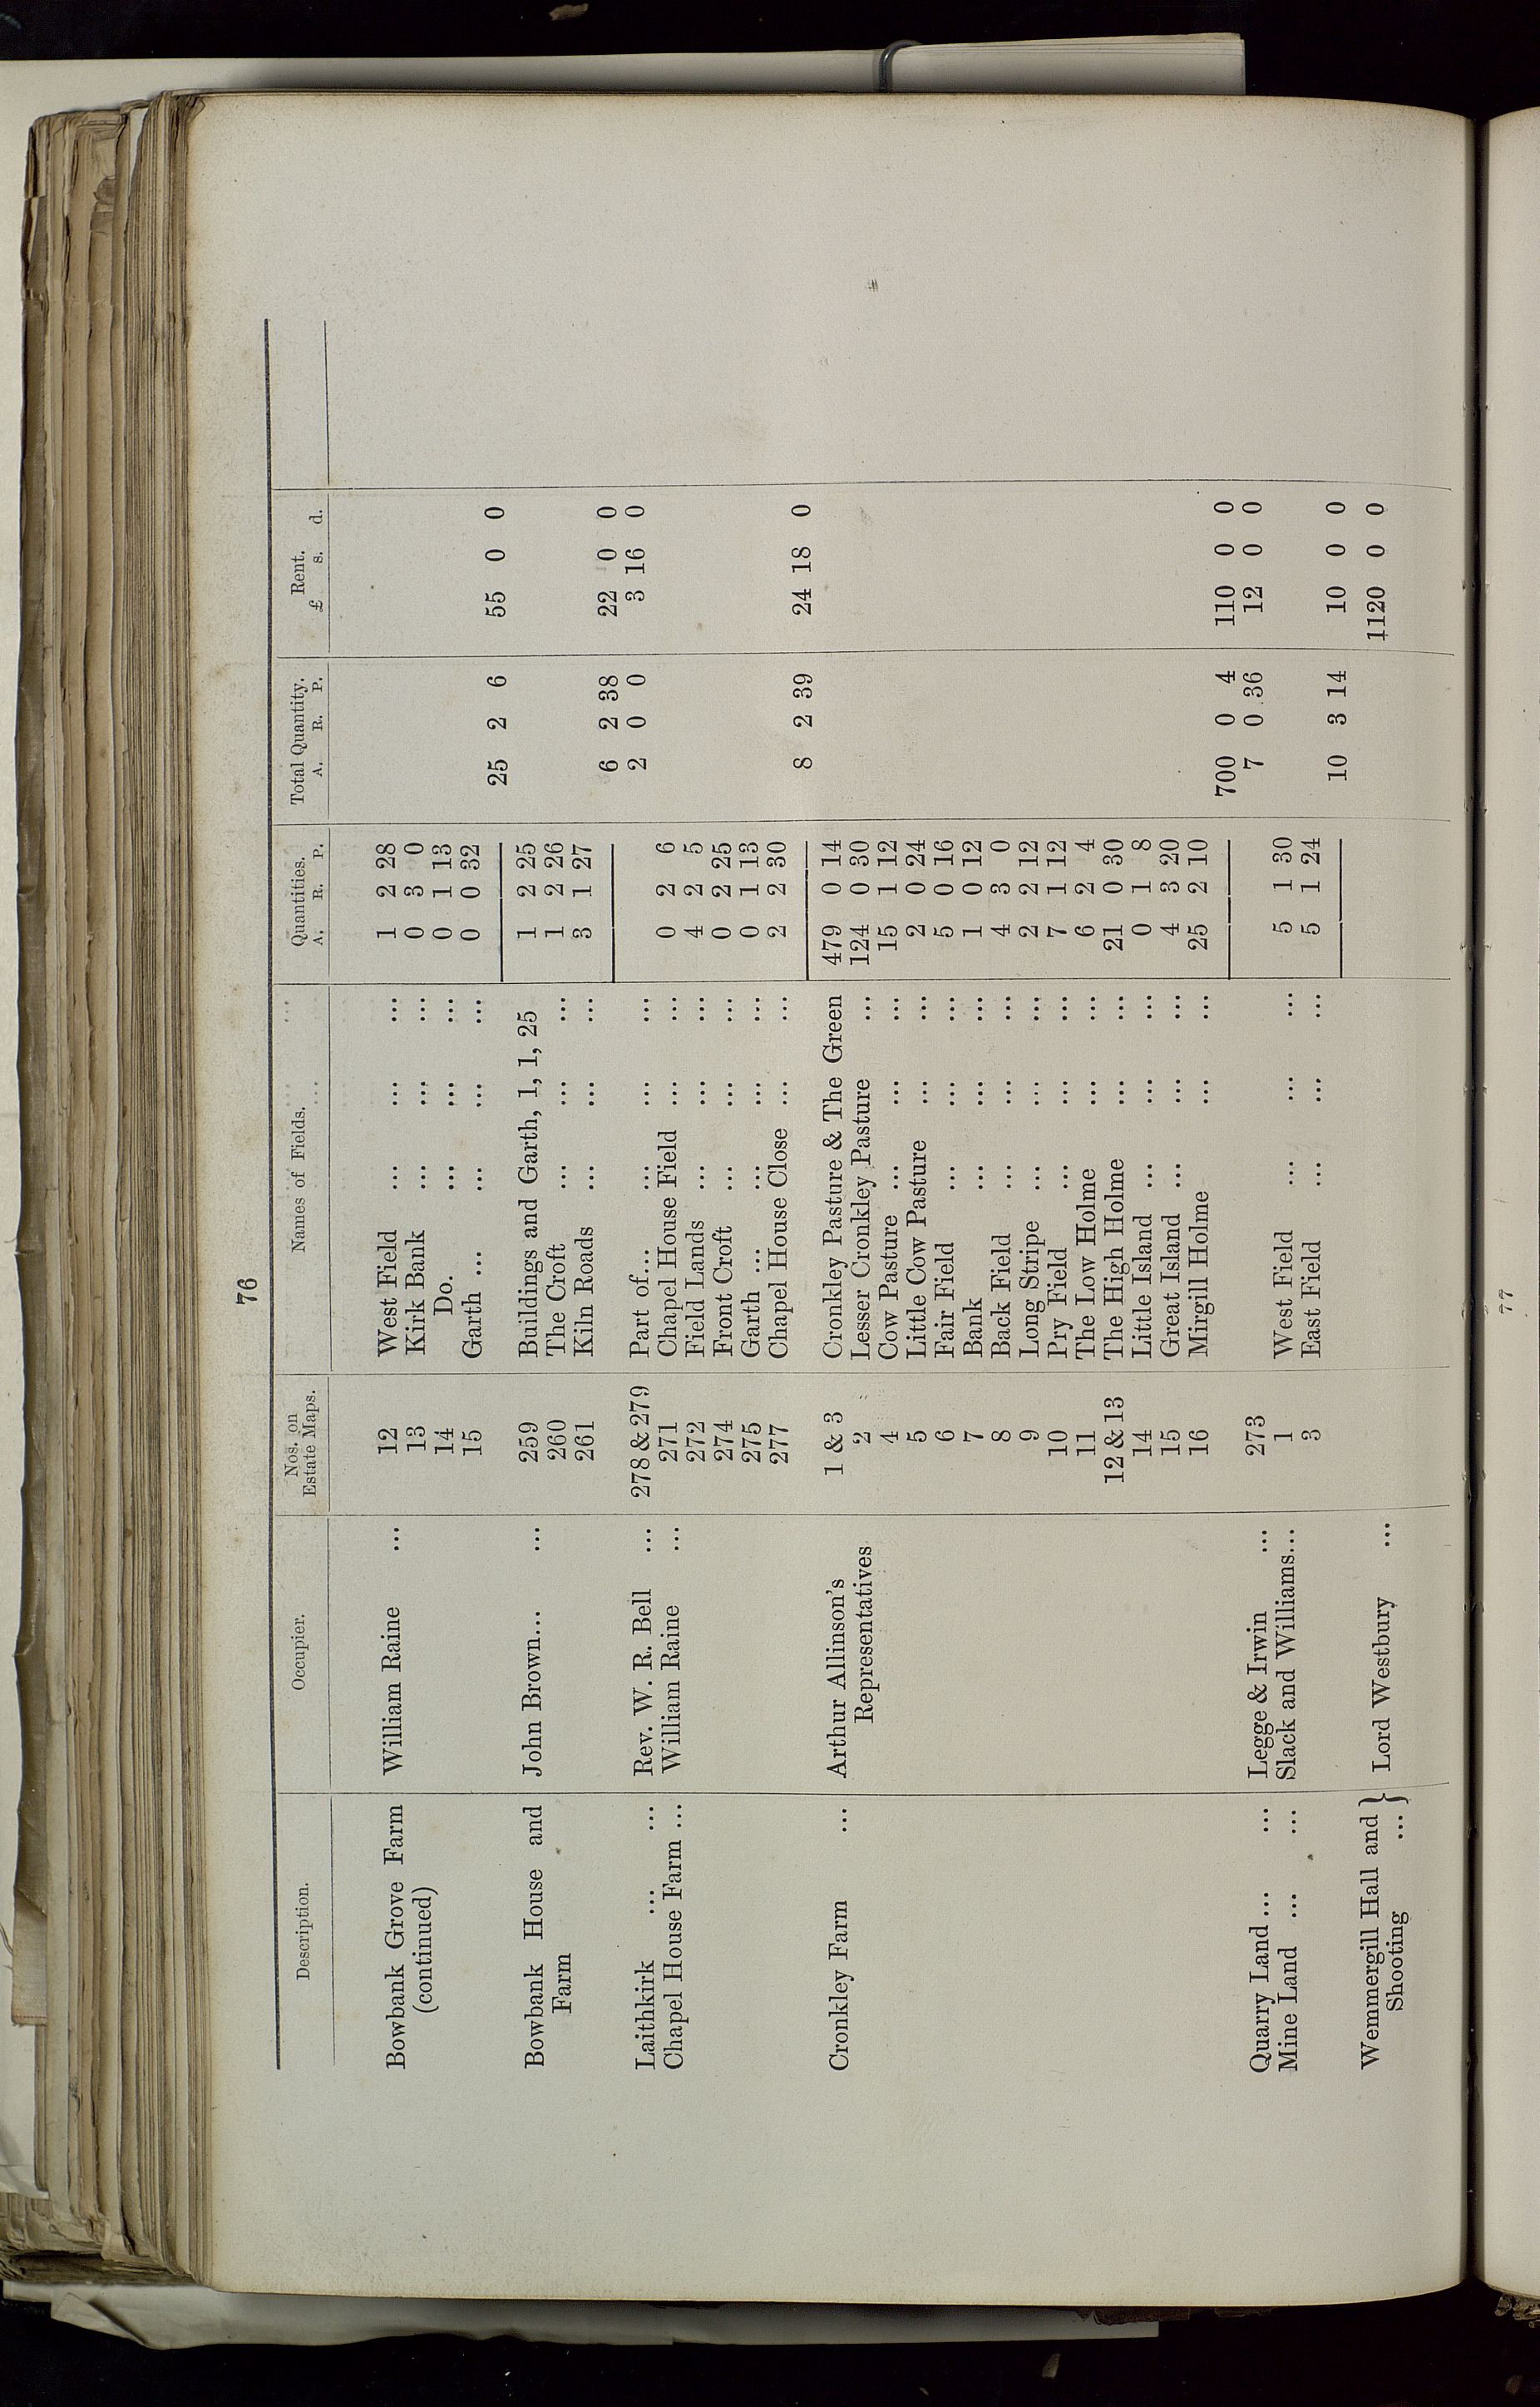 76
Description. Occupier. Nos. on Estate Maps. Names of Fields. Quantities. A. R. P. Total Quantity. A. R. P. Rent. £ s. d.
Bowbank Grove Farm William Raine ... 12 West Field ... ... ... 1 2 28
(continued) 13 Kirk Bank ... ... ... 0 3 0
14 Do. ... ... ... 0 1 13
15 Garth ... ... ... ... 0 0 32
25 2 6 55 0 0
Bowbank House and John Brown... ... 259 Buildings and Garth, 1, 1, 25 1 2 25
Farm 260 The Croft ... ... ... 1 2 26
261 Kiln Roads ... ... ... 3 1 27
6 2 38 22 0 0
Laithkirk ... ... Rev. W. R. Bell ... 278 & 279 Part of... ... ... ... 2 0 0 3 16 0
Chapel House Farm ... William Raine ... 271 Chapel House Field ... ... 0 2 6
272 Field Lands ... ... ... 4 2 5
274 Front Croft ... ... ... 0 2 25
275 Garth ... ... ... ... 0 1 13
277 Chapel House Close ... ... 2 2 30
8 2 39 24 18 0
Cronkley Farm ... Arthur Allinson's 1 & 3 Cronkley Pasture & The Green 479 0 14
Representatives 2 Lesser Cronkley Pasture ... 124 0 30
4 Cow Pasture ... ... ... 15 1 12
5 Little Cow Pasture ... ... 2 0 24
6 Fair Field ... ... ... 5 0 16
7 Bank ... ... ... 1 0 12
8 Back Field ... ... ... 4 3 0
9 Long Stripe ... ... ... 2 2 12
10 Pry Field ... ... ... 7 1 12
11 The Low Holme ... ... 6 2 4
12 & 13 The High Holme ... ... 21 0 30
14 Little Island ... ... ... 0 1 8
15 Great Island ... ... ... 4 3 20
16 Mirgill Holme ... ... 25 2 10
700 0 4 110 0 0
Quarry Land ... ... Legge & Irwin ... 273 7 0 36 12 0 0
Mine Land ... ... Slack and Williams... 1 West Field ... ... ... 5 1 30
3 East Field ... ... ... 5 1 24
10 3 14 10 0 0
Wemmergill Hall and } Lord Westbury ... 1120 0 0
Shooting ... }
77